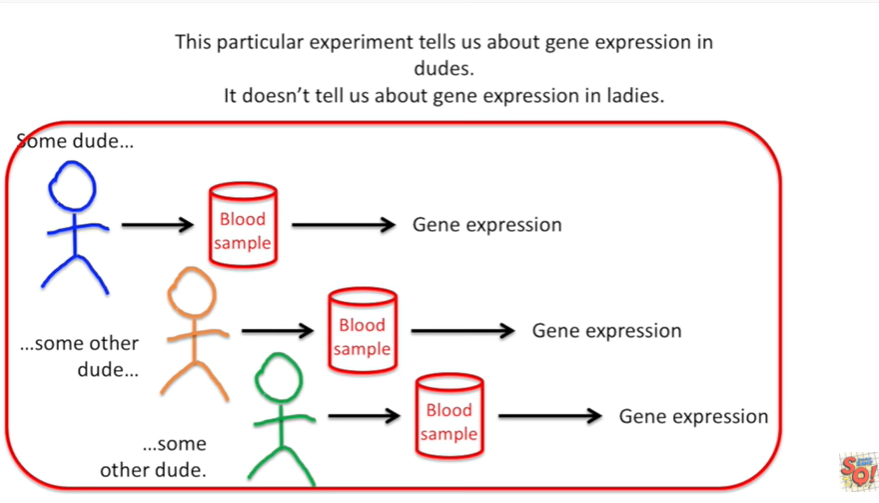 This particular experiment tells us about gene expression in
dudes.
It doesn't tell us about gene expression in ladies.
Some dude...
Blood
sample
Gene expression
...some other
dude...
Blood
sample
Gene expression
...some
other dude.
Blood
sample
Gene expression
SQ!